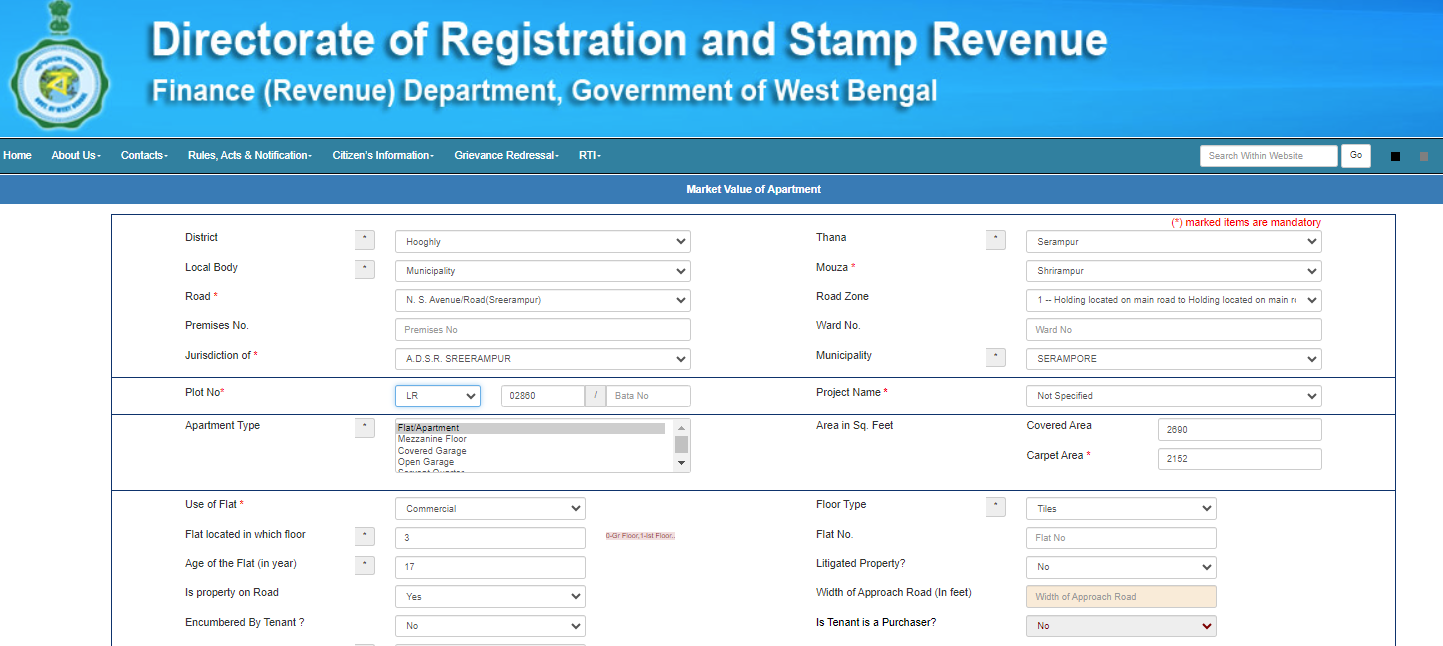 Directorate of Registration and Stamp Revenue
Finance (Revenue) Department, Government of West Bengal
Home About Us Contacts Rules, Acts & Notification Citizen's Information Grievance Redressal RTI Search Within Website Go
Market Value of Apartment
(*) marked items are mandatory
District * Hooghly Thana * Serampur
Local Body * Municipality Mouza * Shrirampur
Road * N. S. Avenue/Road(Sreerampur) Road Zone 1 -- Holding located on main road to Holding located on main r
Premises No. Premises No Ward No. Ward No
Jurisdiction of * A.D.S.R. SREERAMPUR Municipality * SERAMPORE
Plot No* LR 02860 / Bata No Project Name * Not Specified
Apartment Type * Flat/Apartment Area in Sq. Feet Covered Area 2690
Mezzanine Floor
Covered Garage Carpet Area * 2152
Open Garage
Servant Quarter
Use of Flat * Commercial Floor Type * Tiles
Flat located in which floor * 3 0-Gr Floor,1-Ist Floor.. Flat No. Flat No
Age of the Flat (in year) * 17 Litigated Property? No
Is property on Road Yes Width of Approach Road (In feet) Width of Approach Road
Encumbered By Tenant ? No Is Tenant is a Purchaser? No